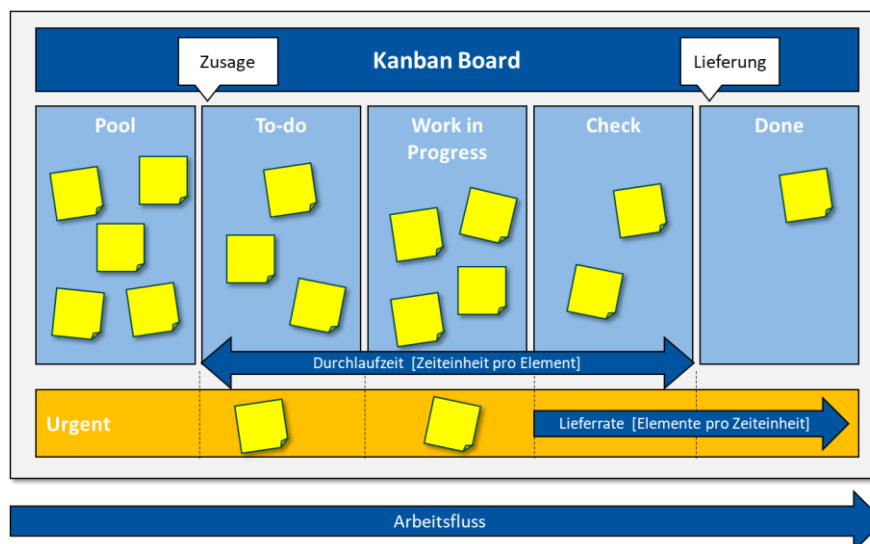 Kanban Board
Zusage
Lieferung
Pool
To-do
Work in
Progress
Check
Done
Durchlaufzeit [Zeiteinheit pro Element]
Urgent
Lieferrate [Elemente pro Zeiteinheit]
Arbeitsfluss